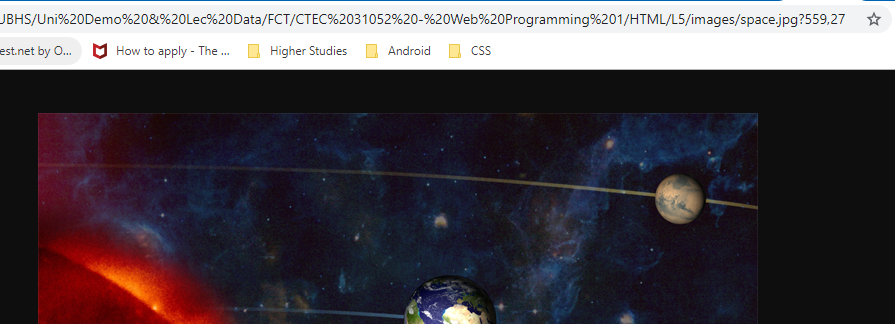 UBHS/Uni%20Demo%20&%20Lec%20Data/FCT/CTEC%2031052%20-%20Web%20Programming%201/HTML/L5/images/space.jpg?559,27
est.net by O... How to apply - The ... Higher Studies Android CSS